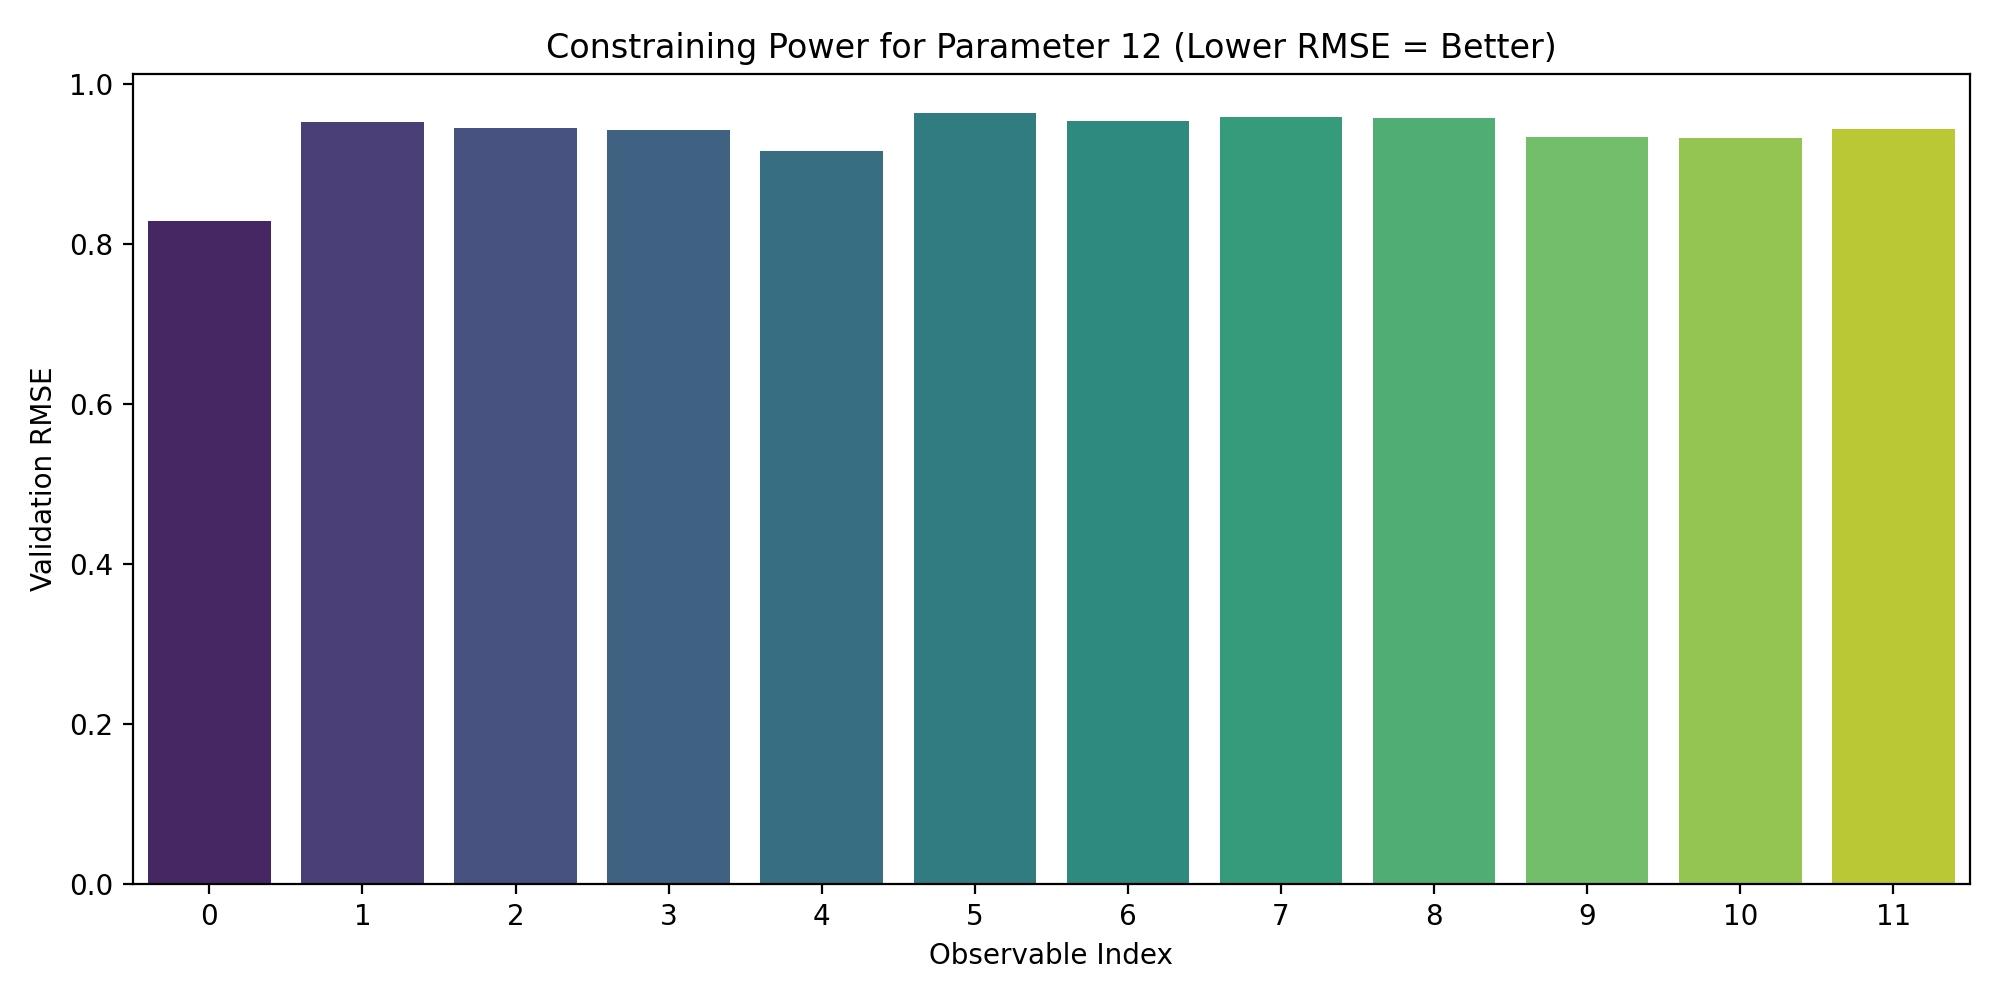 Constraining Power for Parameter 12 (Lower RMSE = Better)
Validation RMSE
1.0
0.8
0.6
0.4
0.2
0.0
0 1 2 3 4 5 6 7 8 9 10 11
Observable Index